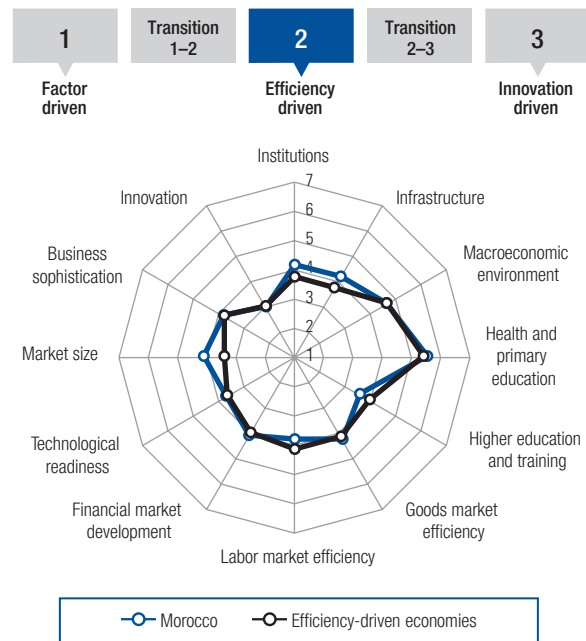 1
Transition
1–2
2
Transition
2–3
3
Factor
driven
Efficiency
driven
Innovation
driven
Institutions
Innovation
Infrastructure
Business
sophistication
Macroeconomic
environment
Market size
Health and
primary
education
Technological
readiness
Higher education
and training
Financial market
development
Goods market
efficiency
Labor market efficiency
7
6
5
4
3
2
1
Morocco
Efficiency-driven economies